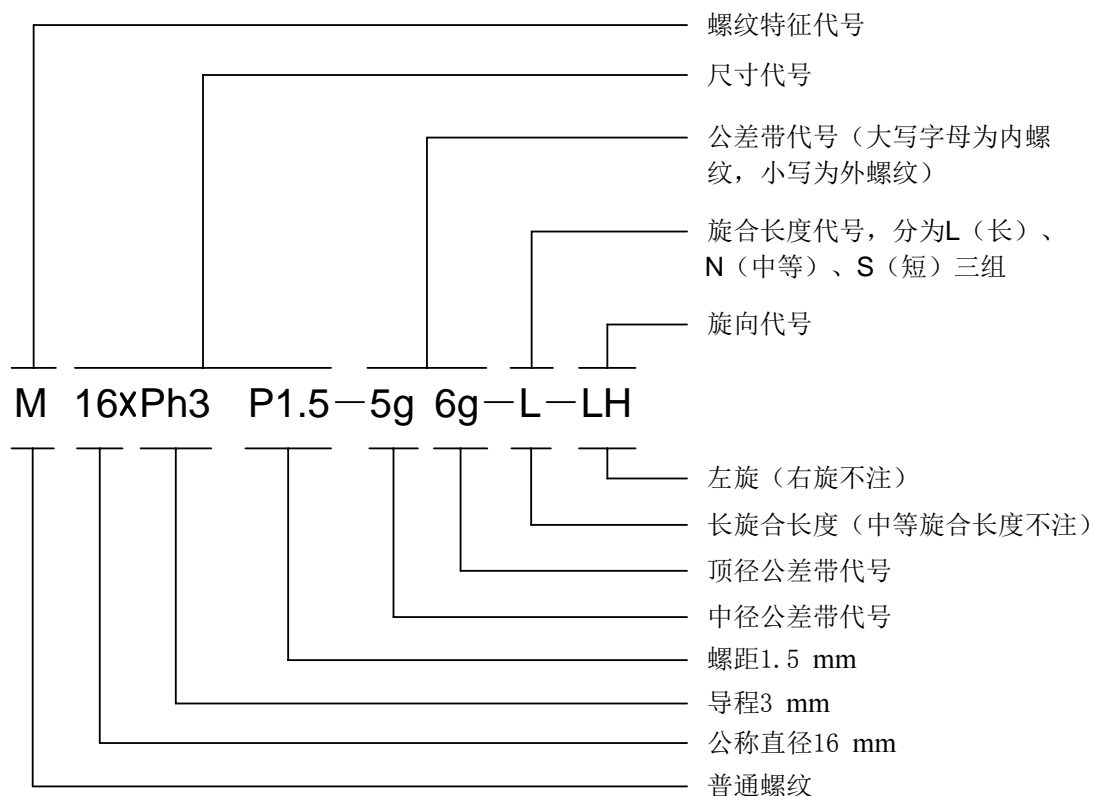 螺纹特征代号
尺寸代号
公差带代号（大写字母为内螺
纹，小写为外螺纹）
旋合长度代号，分为L（长）、
N（中等）、S（短）三组
旋向代号
M 16xPh3 P1.5—5g 6g—L—LH
左旋（右旋不注）
长旋合长度（中等旋合长度不注）
顶径公差带代号
中径公差带代号
螺距1.5 mm
导程3 mm
公称直径16 mm
普通螺纹